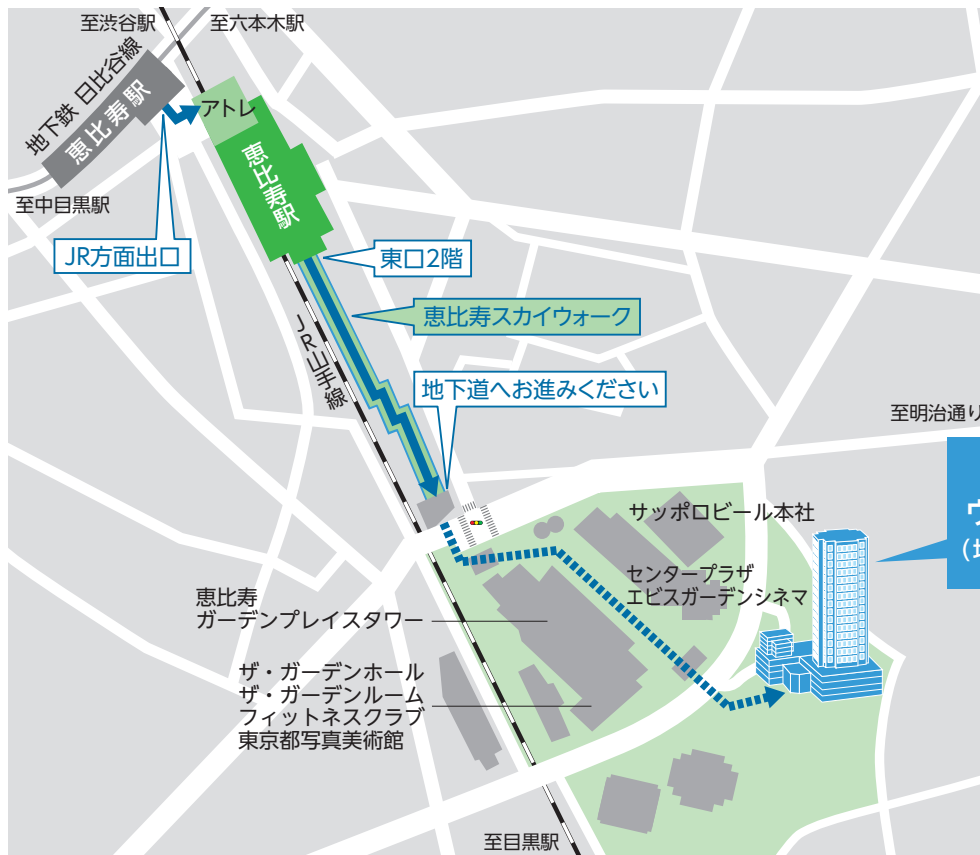 至渋谷駅
至六本木駅
地下鉄 日比谷線
恵比寿駅
アトレ
恵比寿駅
至中目黒駅
JR方面出口
東口2階
恵比寿スカイウォーク
JR山手線
地下道へお進みください
至明治通り
サッポロビール本社
センタープラザ
エビスガーデンシネマ
恵比寿
ガーデンプレイスタワー
ザ・ガーデンホール
ザ・ガーデンルーム
フィットネスクラブ
東京都写真美術館
至目黒駅